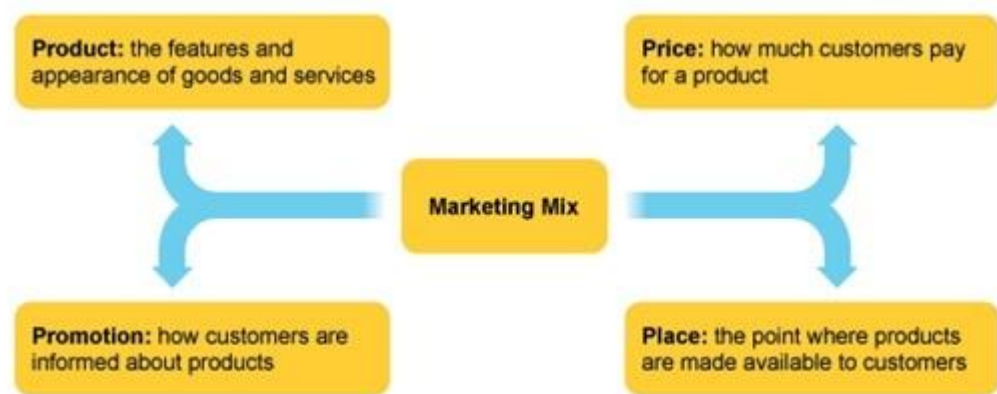 Product: the features and
appearance of goods and services
Price: how much customers pay
for a product
Marketing Mix
Promotion: how customers are
informed about products
Place: the point where products
are made available to customers